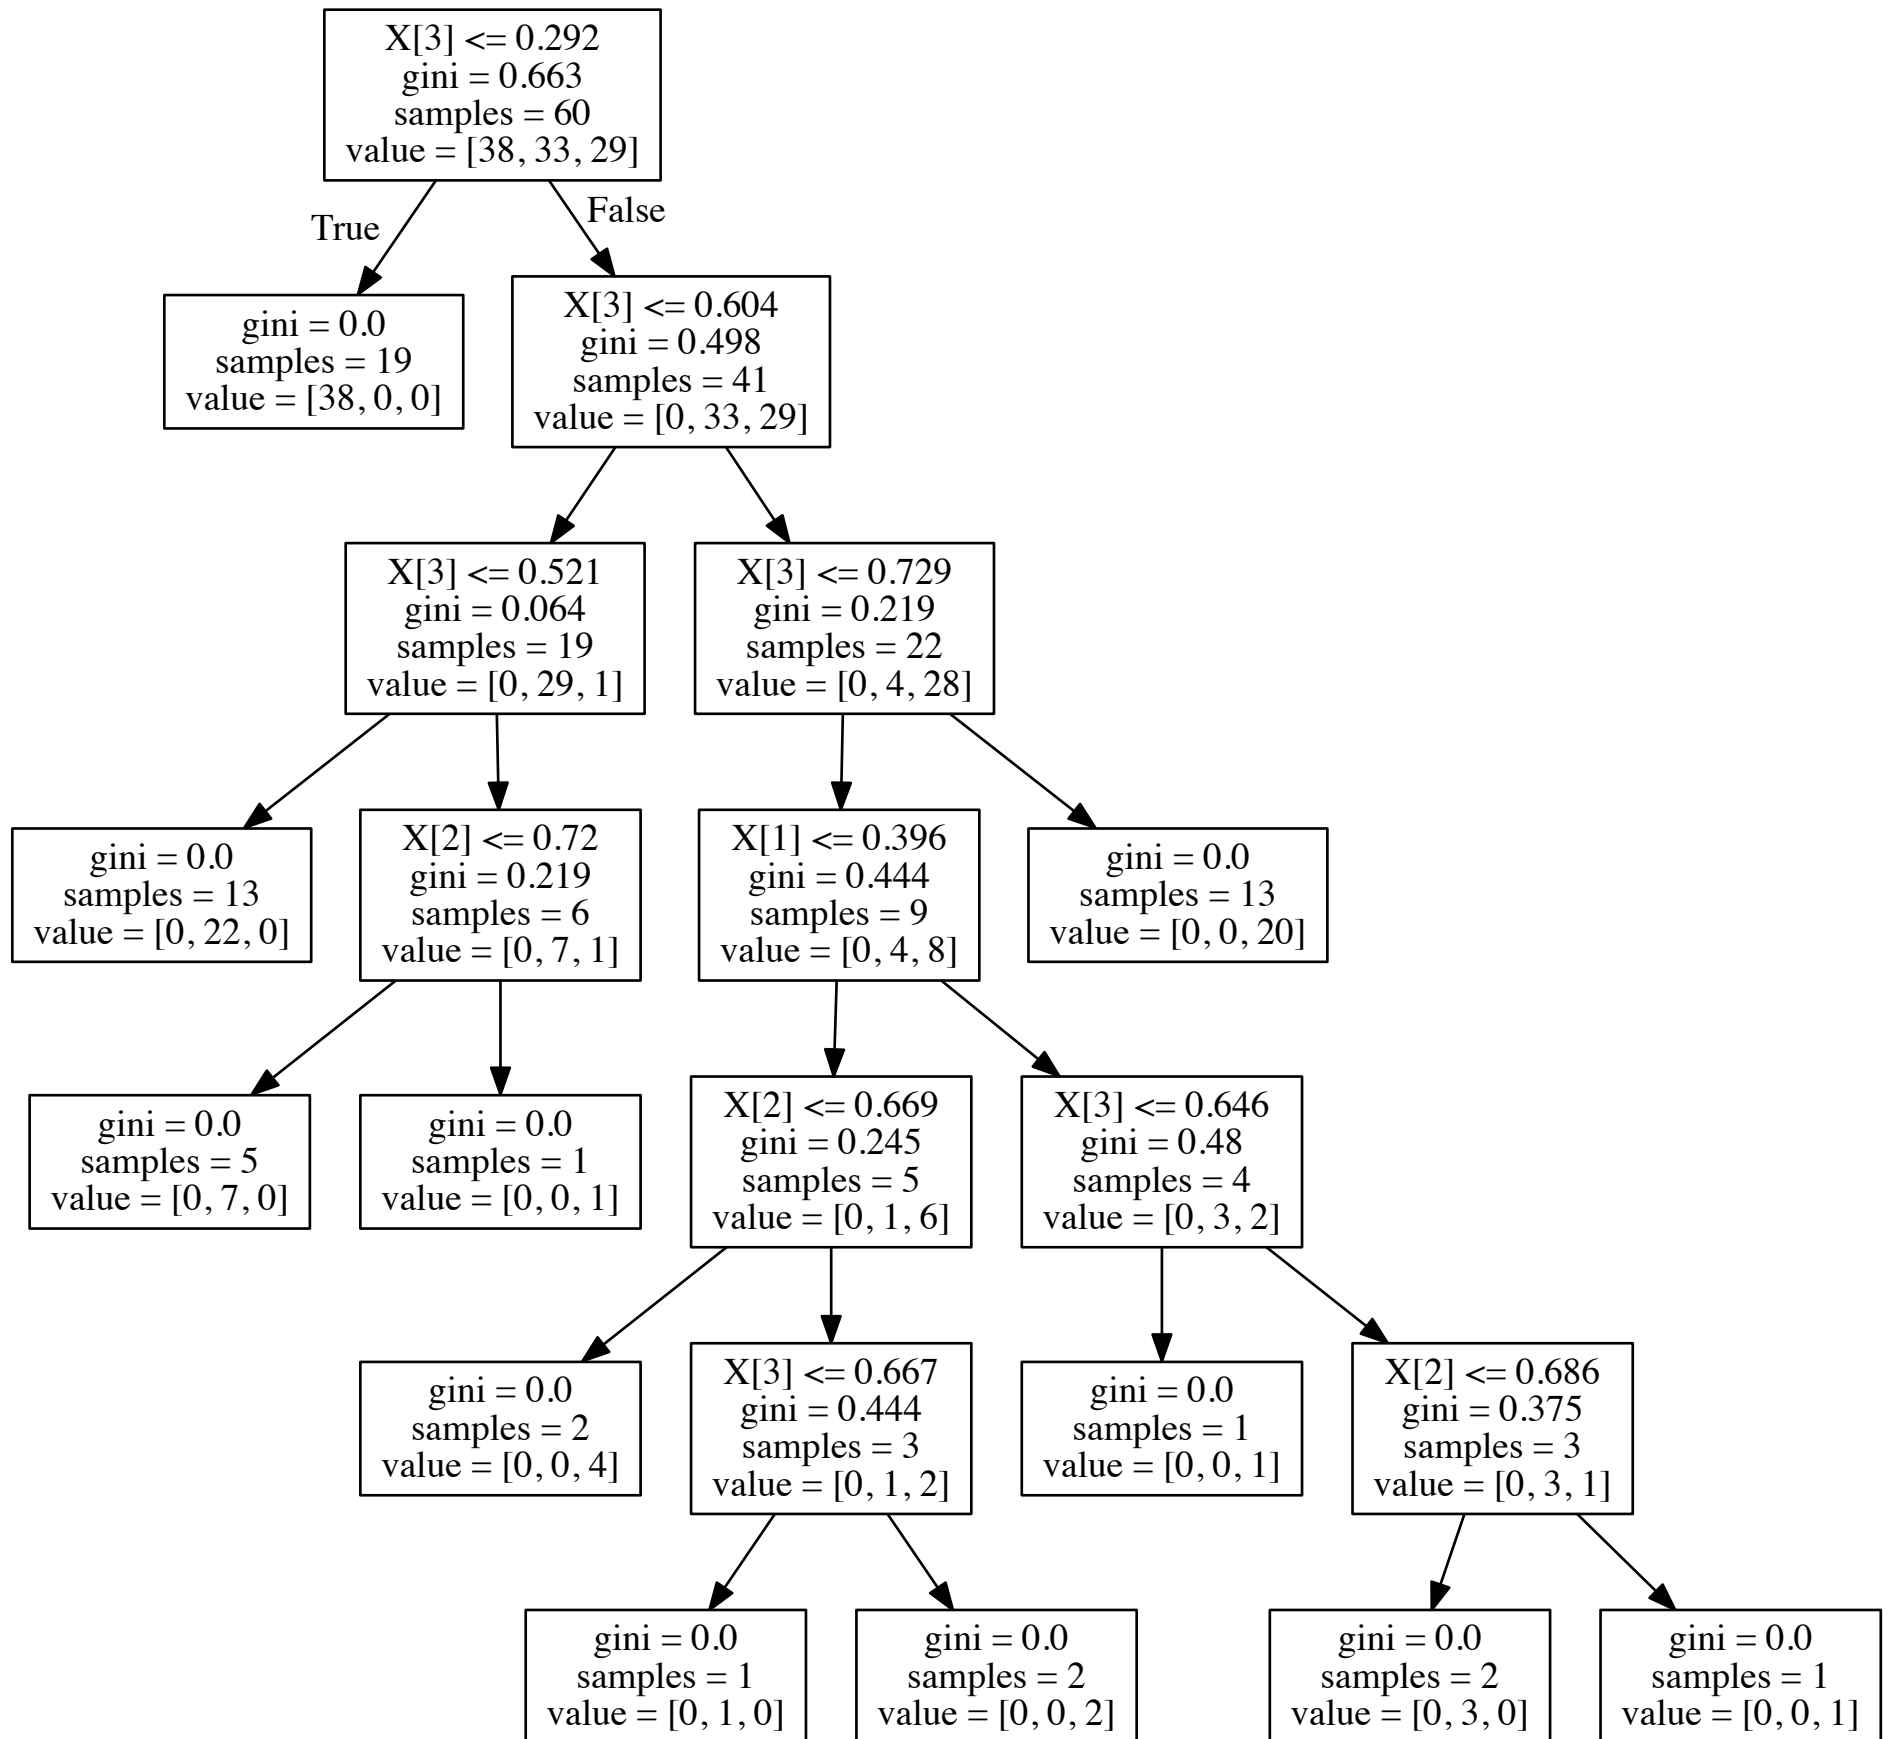 X[3] <= 0.292
gini = 0.663
samples = 60
value = [38, 33, 29]
True
False
gini = 0.0
samples = 19
value = [38, 0, 0]
X[3] <= 0.604
gini = 0.498
samples = 41
value = [0, 33, 29]
X[3] <= 0.521
gini = 0.064
samples = 19
value = [0, 29, 1]
X[3] <= 0.729
gini = 0.219
samples = 22
value = [0, 4, 28]
gini = 0.0
samples = 13
value = [0, 22, 0]
X[2] <= 0.72
gini = 0.219
samples = 6
value = [0, 7, 1]
X[1] <= 0.396
gini = 0.444
samples = 9
value = [0, 4, 8]
gini = 0.0
samples = 13
value = [0, 0, 20]
gini = 0.0
samples = 5
value = [0, 7, 0]
gini = 0.0
samples = 1
value = [0, 0, 1]
X[2] <= 0.669
gini = 0.245
samples = 5
value = [0, 1, 6]
X[3] <= 0.646
gini = 0.48
samples = 4
value = [0, 3, 2]
gini = 0.0
samples = 2
value = [0, 0, 4]
X[3] <= 0.667
gini = 0.444
samples = 3
value = [0, 1, 2]
gini = 0.0
samples = 1
value = [0, 0, 1]
X[2] <= 0.686
gini = 0.375
samples = 3
value = [0, 3, 1]
gini = 0.0
samples = 1
value = [0, 1, 0]
gini = 0.0
samples = 2
value = [0, 0, 2]
gini = 0.0
samples = 2
value = [0, 3, 0]
gini = 0.0
samples = 1
value = [0, 0, 1]